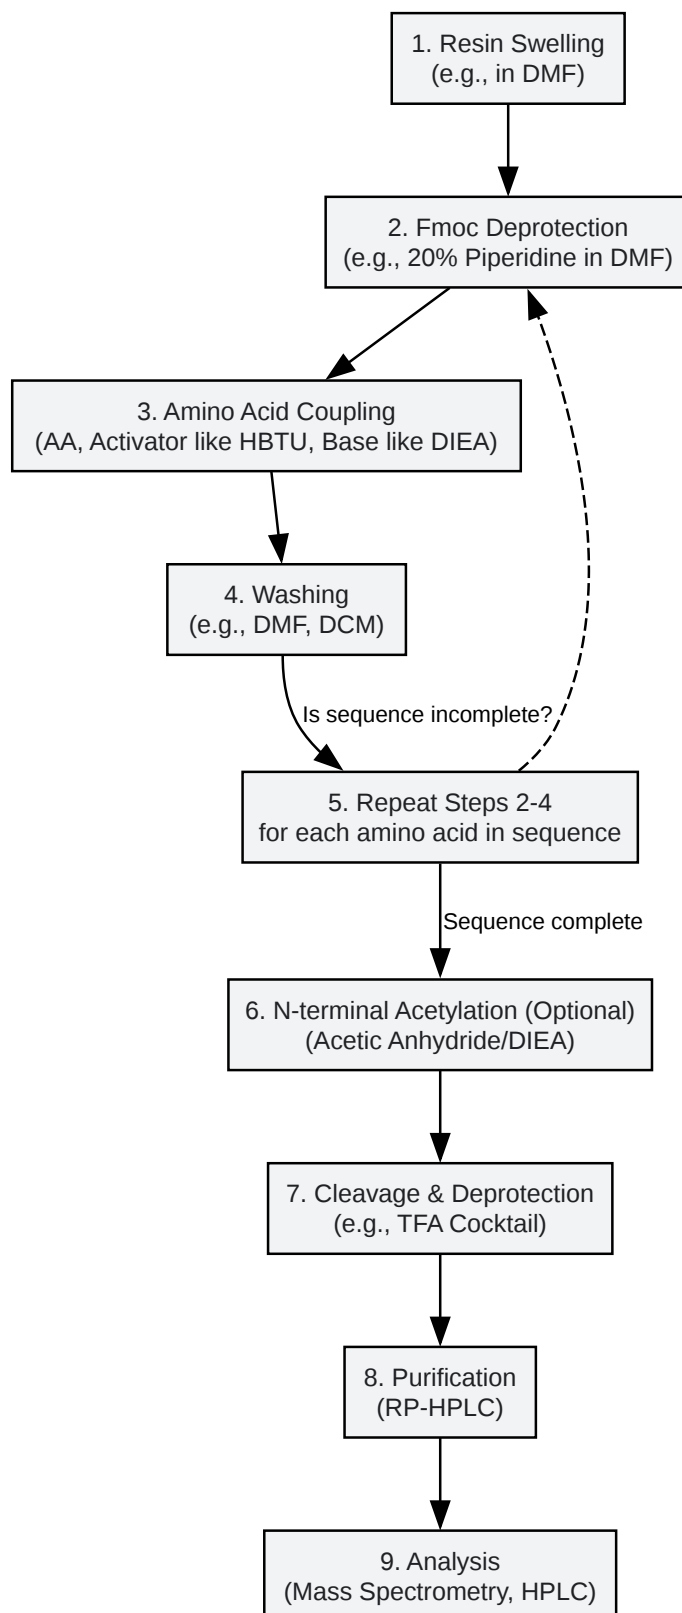 1. Resin Swelling
(e.g., in DMF)
2. Fmoc Deprotection
(e.g., 20% Piperidine in DMF)
3. Amino Acid Coupling
(AA, Activator like HBTU, Base like DIEA)
4. Washing
(e.g., DMF, DCM)
Is sequence incomplete?
5. Repeat Steps 2-4
for each amino acid in sequence
Sequence complete
6. N-terminal Acetylation (Optional)
(Acetic Anhydride/DIEA)
7. Cleavage & Deprotection
(e.g., TFA Cocktail)
8. Purification
(RP-HPLC)
9. Analysis
(Mass Spectrometry, HPLC)